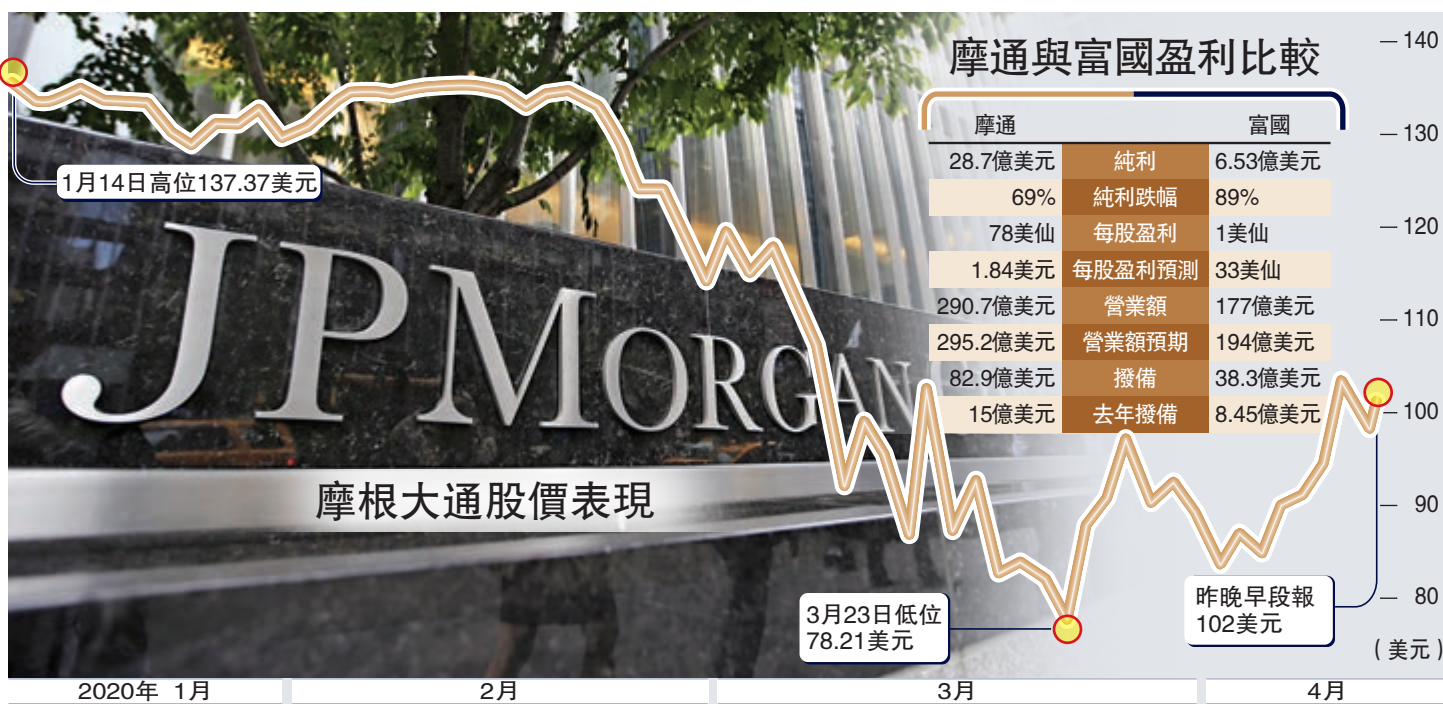 摩通與富國盈利比較
摩通 富國
28.7億美元 純利 6.53億美元
69% 純利跌幅 89%
78美仙 每股盈利 1美仙
1.84美元 每股盈利預測 33美仙
290.7億美元 營業額 177億美元
295.2億美元 營業額預期 194億美元
82.9億美元 撥備 38.3億美元
15億美元 去年撥備 8.45億美元
140
130
120
110
100
90
80
(美元)
1月14日高位137.37美元
JPMORGAN
摩根大通股價表現
3月23日低位
78.21美元
昨晚早段報
102美元
2020年 1月 2月 3月 4月